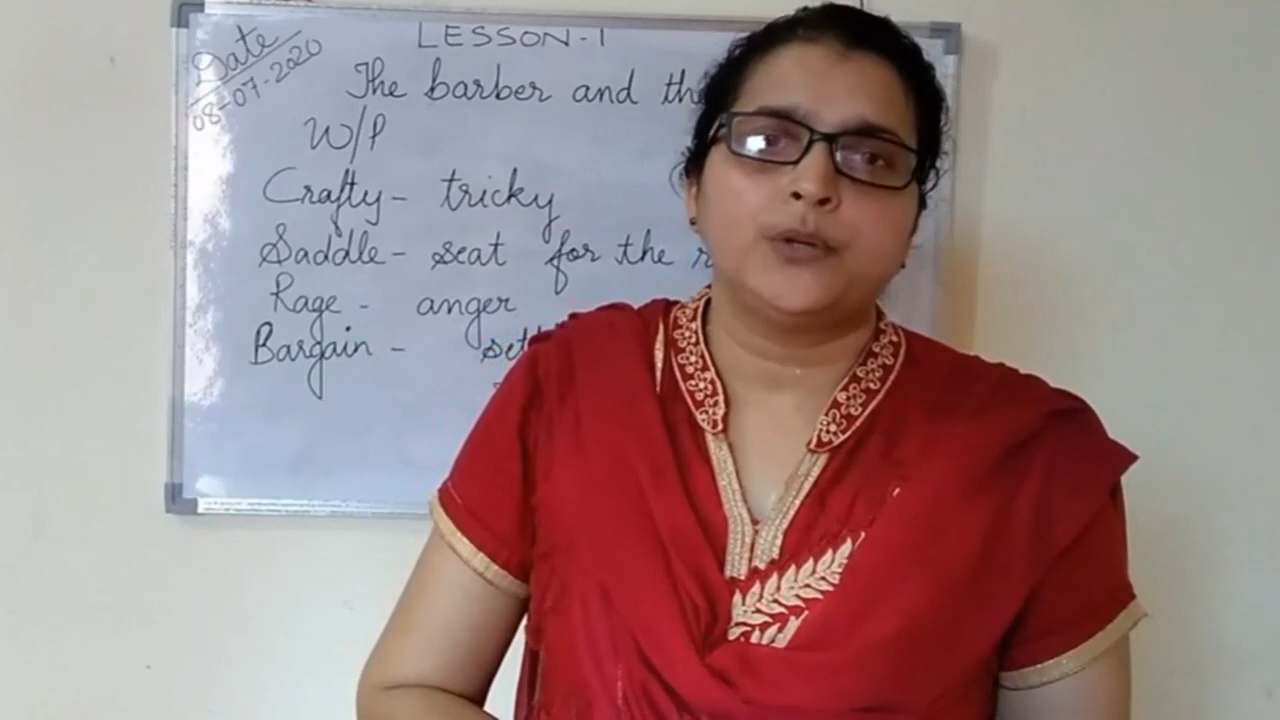 Date
08-07-2020
LESSON-1
The barber and the
W/P
Crafty- tricky
Saddle- seat for the
Rage - anger
Bargain -